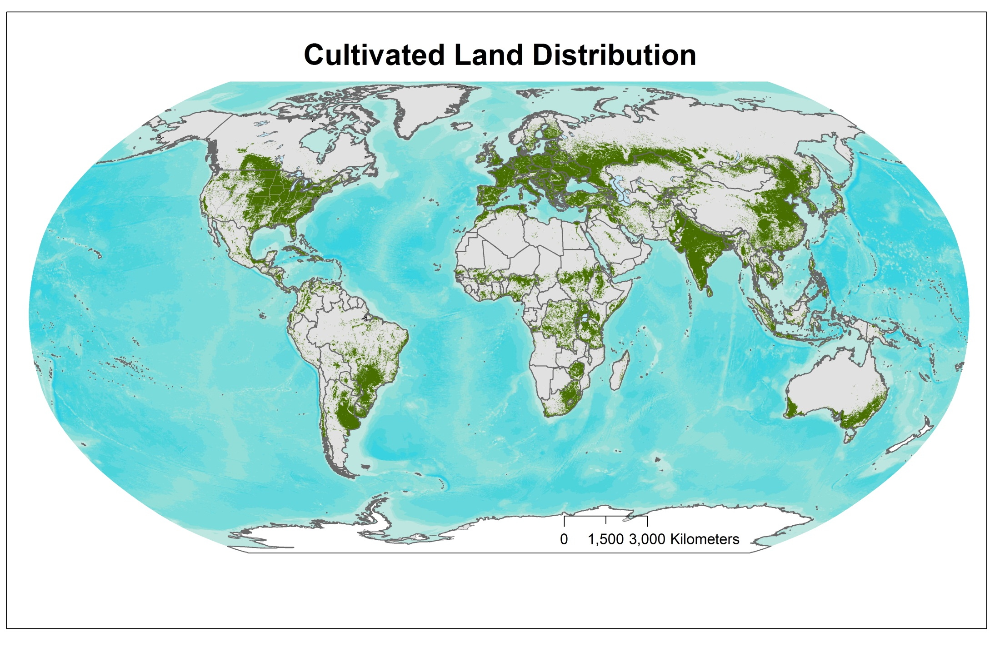 Cultivated Land Distribution
0 1,500 3,000 Kilometers